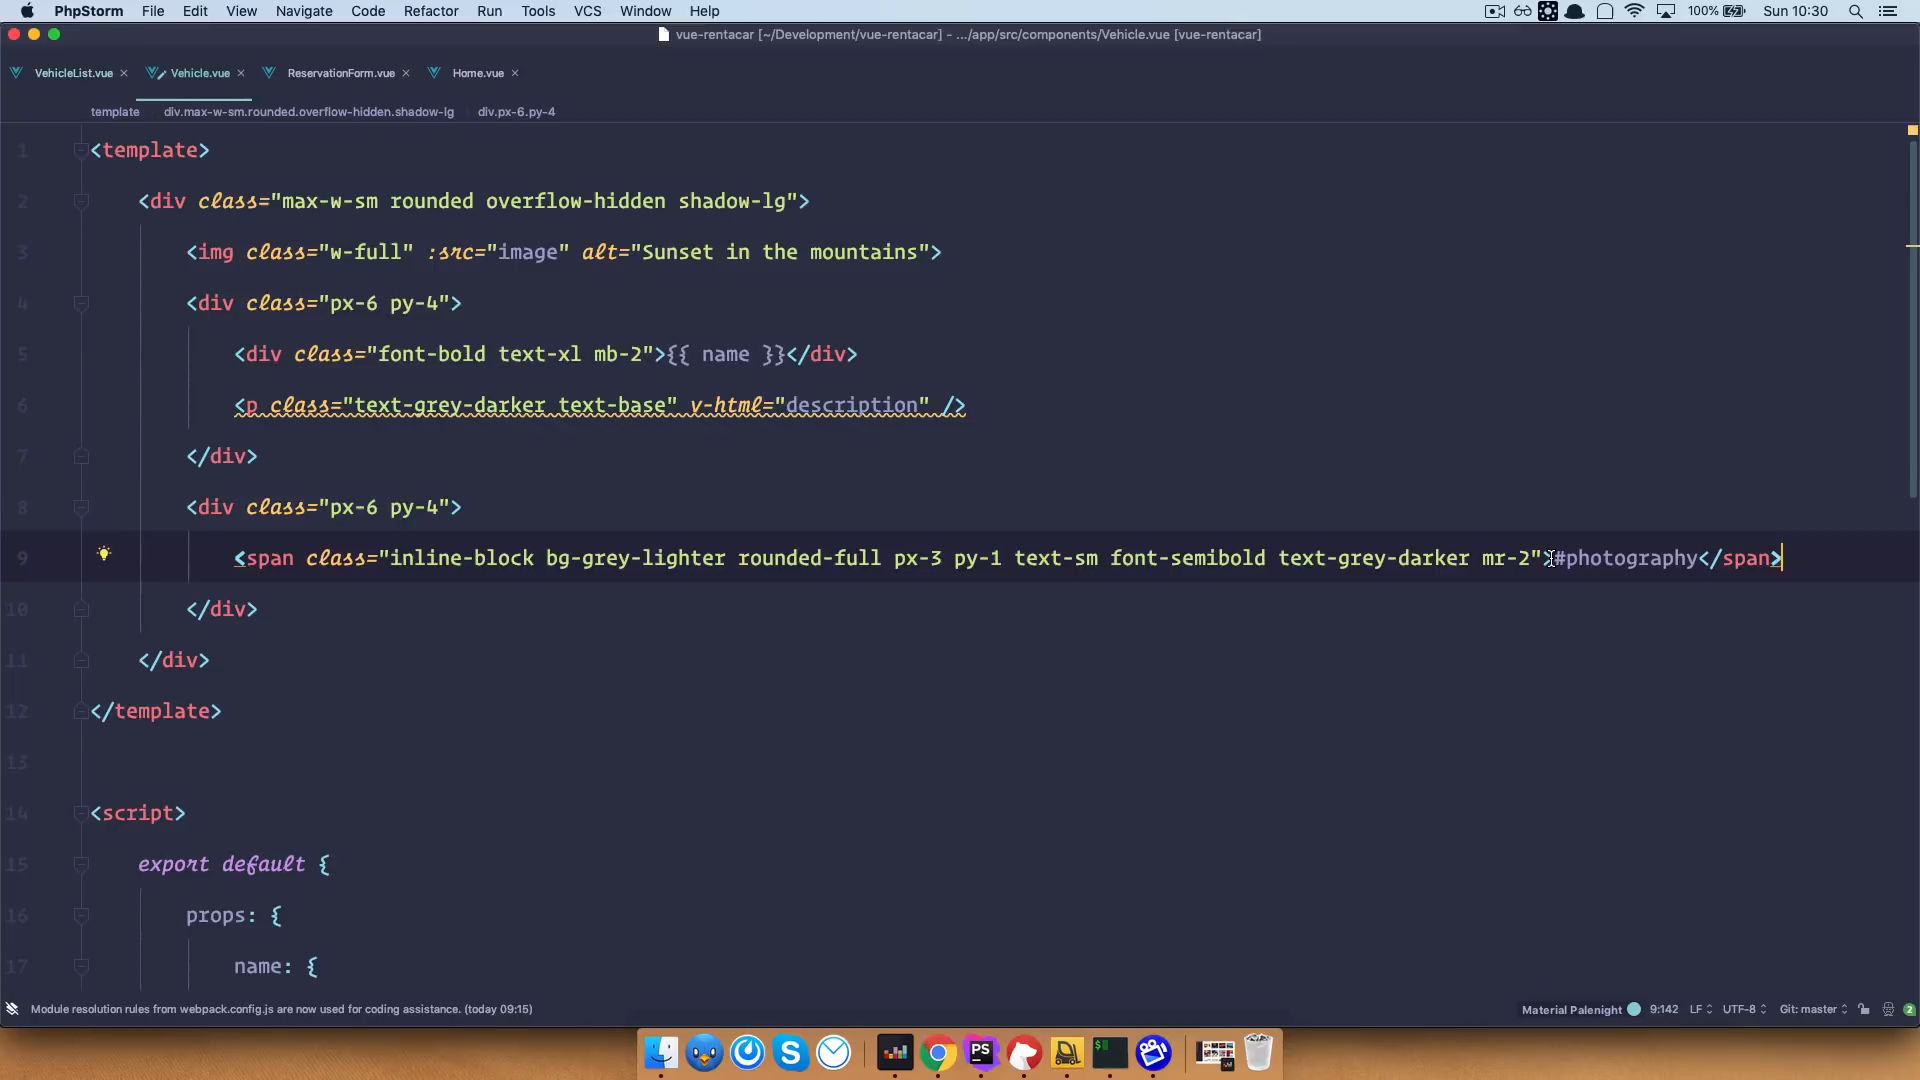 PhpStorm File Edit View Navigate Code Refactor Run Tools VCS Window Help 100% Sun 10:30
vue-rentacar [~/Development/vue-rentacar] - .../app/src/components/Vehicle.vue [vue-rentacar]
VehicleList.vue Vehicle.vue ReservationForm.vue Home.vue
template div.max-w-sm.rounded.overflow-hidden.shadow-lg div.px-6.py-4
1 <template>
2 <div class="max-w-sm rounded overflow-hidden shadow-lg">
3 <img class="w-full" :src="image" alt="Sunset in the mountains">
4 <div class="px-6 py-4">
5 <div class="font-bold text-xl mb-2">{{ name }}</div>
6 <p class="text-grey-darker text-base" v-html="description" />
7 </div>
8 <div class="px-6 py-4">
9 <span class="inline-block bg-grey-lighter rounded-full px-3 py-1 text-sm font-semibold text-grey-darker mr-2">#photography</span>
10 </div>
11 </div>
12 </template>
13
14 <script>
15 export default {
16 props: {
17 name: {
Module resolution rules from webpack.config.js are now used for coding assistance. (today 09:15) Material Palenight 9:142 LF UTF-8 Git: master 2
PS $